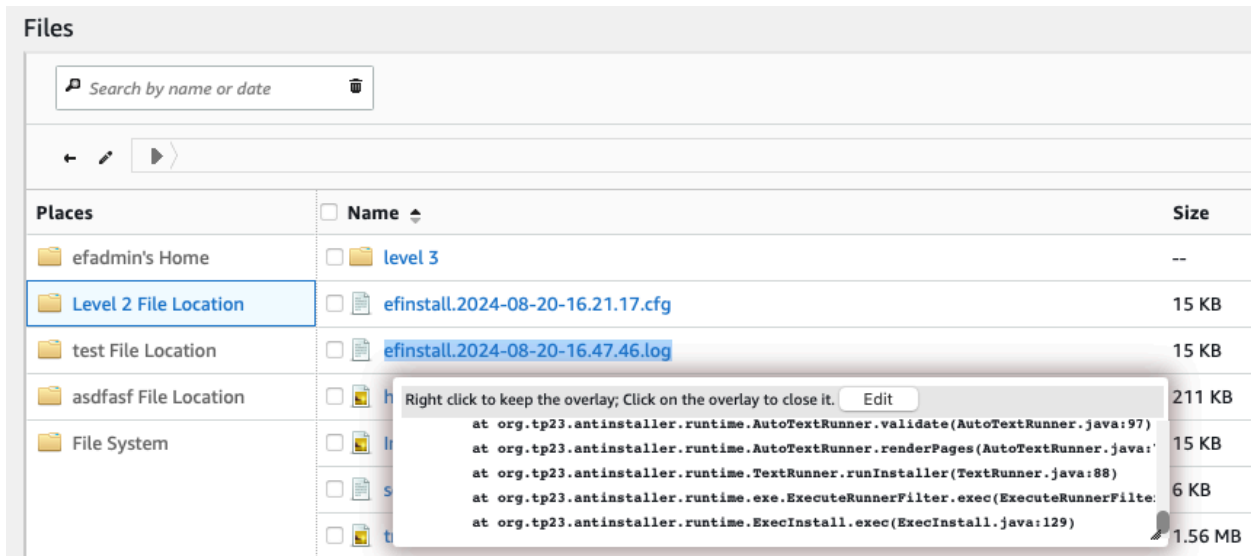 Files
Search by name or date
Places
Name
Size
efadmin's Home
level 3
--
Level 2 File Location
efinstall.2024-08-20-16.21.17.cfg
15 KB
test File Location
efinstall.2024-08-20-16.47.46.log
15 KB
asdfasf File Location
211 KB
Right click to keep the overlay; Click on the overlay to close it.
Edit
at org.tp23.antinstaller.runtime.AutoTextRunner.validate(AutoTextRunner.java:97)
at org.tp23.antinstaller.runtime.AutoTextRunner.renderPages(AutoTextRunner.java:
at org.tp23.antinstaller.runtime.TextRunner.runInstaller(TextRunner.java:88)
at org.tp23.antinstaller.runtime.exe.ExecuteRunnerFilter.exec(ExecuteRunnerFilte
at org.tp23.antinstaller.runtime.ExecInstall.exec(ExecInstall.java:129)
File System
15 KB
6 KB
1.56 MB